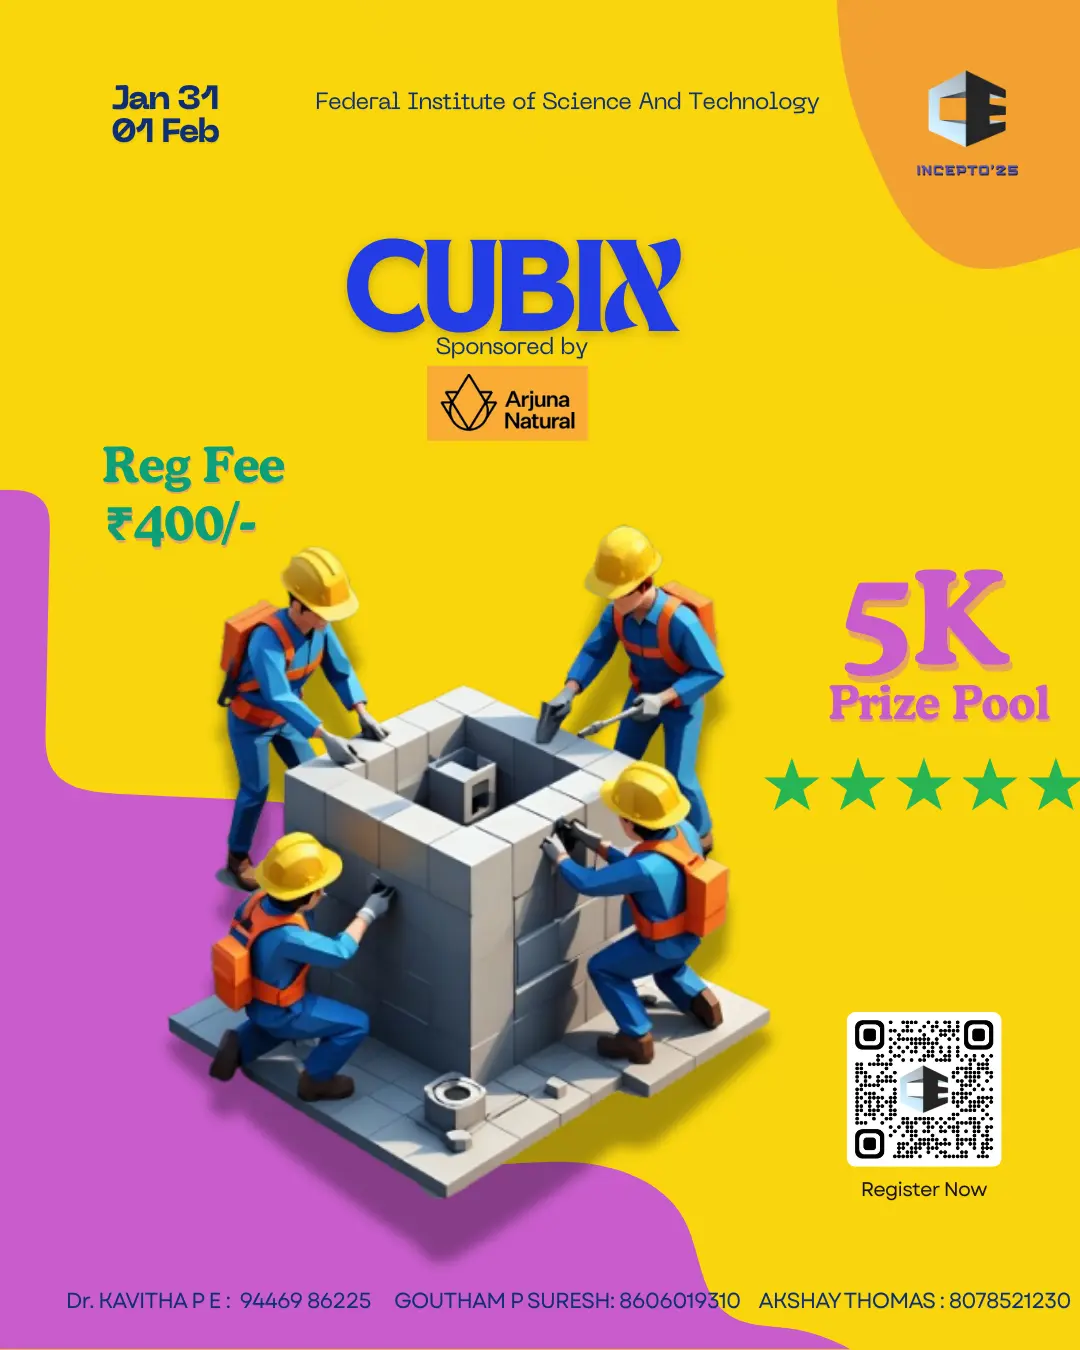 Jan 31
01 Feb
Federal Institute of Science And Technology
INCEPTO'25
CUBIX
Sponsored by
Arjuna
Natural
Reg Fee
₹400/-
5K
Prize Pool
Register Now
Dr. KAVITHA P E : 94469 86225 GOUTHAM P SURESH: 8606019310 AKSHAY THOMAS : 8078521230